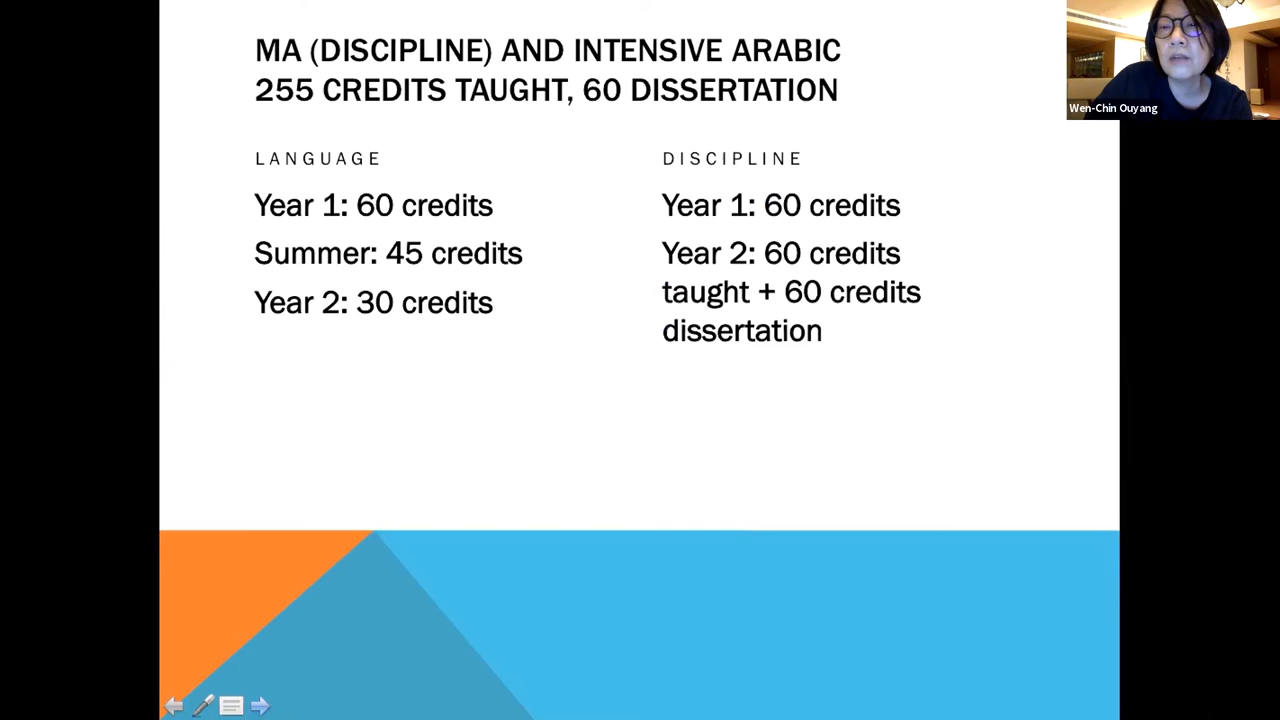 MA (DISCIPLINE) AND INTENSIVE ARABIC
255 CREDITS TAUGHT, 60 DISSERTATION
LANGUAGE
Year 1: 60 credits
Summer: 45 credits
Year 2: 30 credits
DISCIPLINE
Year 1: 60 credits
Year 2: 60 credits
taught + 60 credits
dissertation
Wen-Chin Ouyang